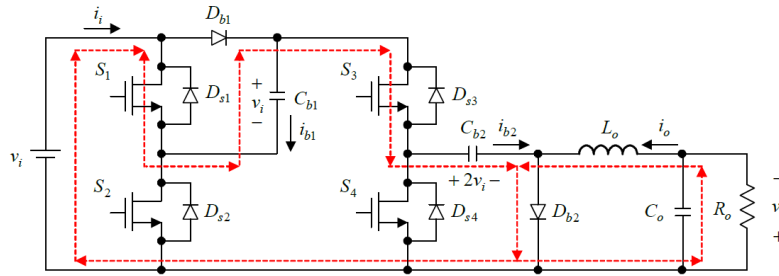 i_i
D_b1
S_1
D_s1
+
v_i
−
C_b1
i_b1
S_3
D_s3
v_i
C_b2
i_b2
L_o
i_o
+ 2v_i −
S_2
D_s2
S_4
D_s4
D_b2
C_o
R_o
−
v
+